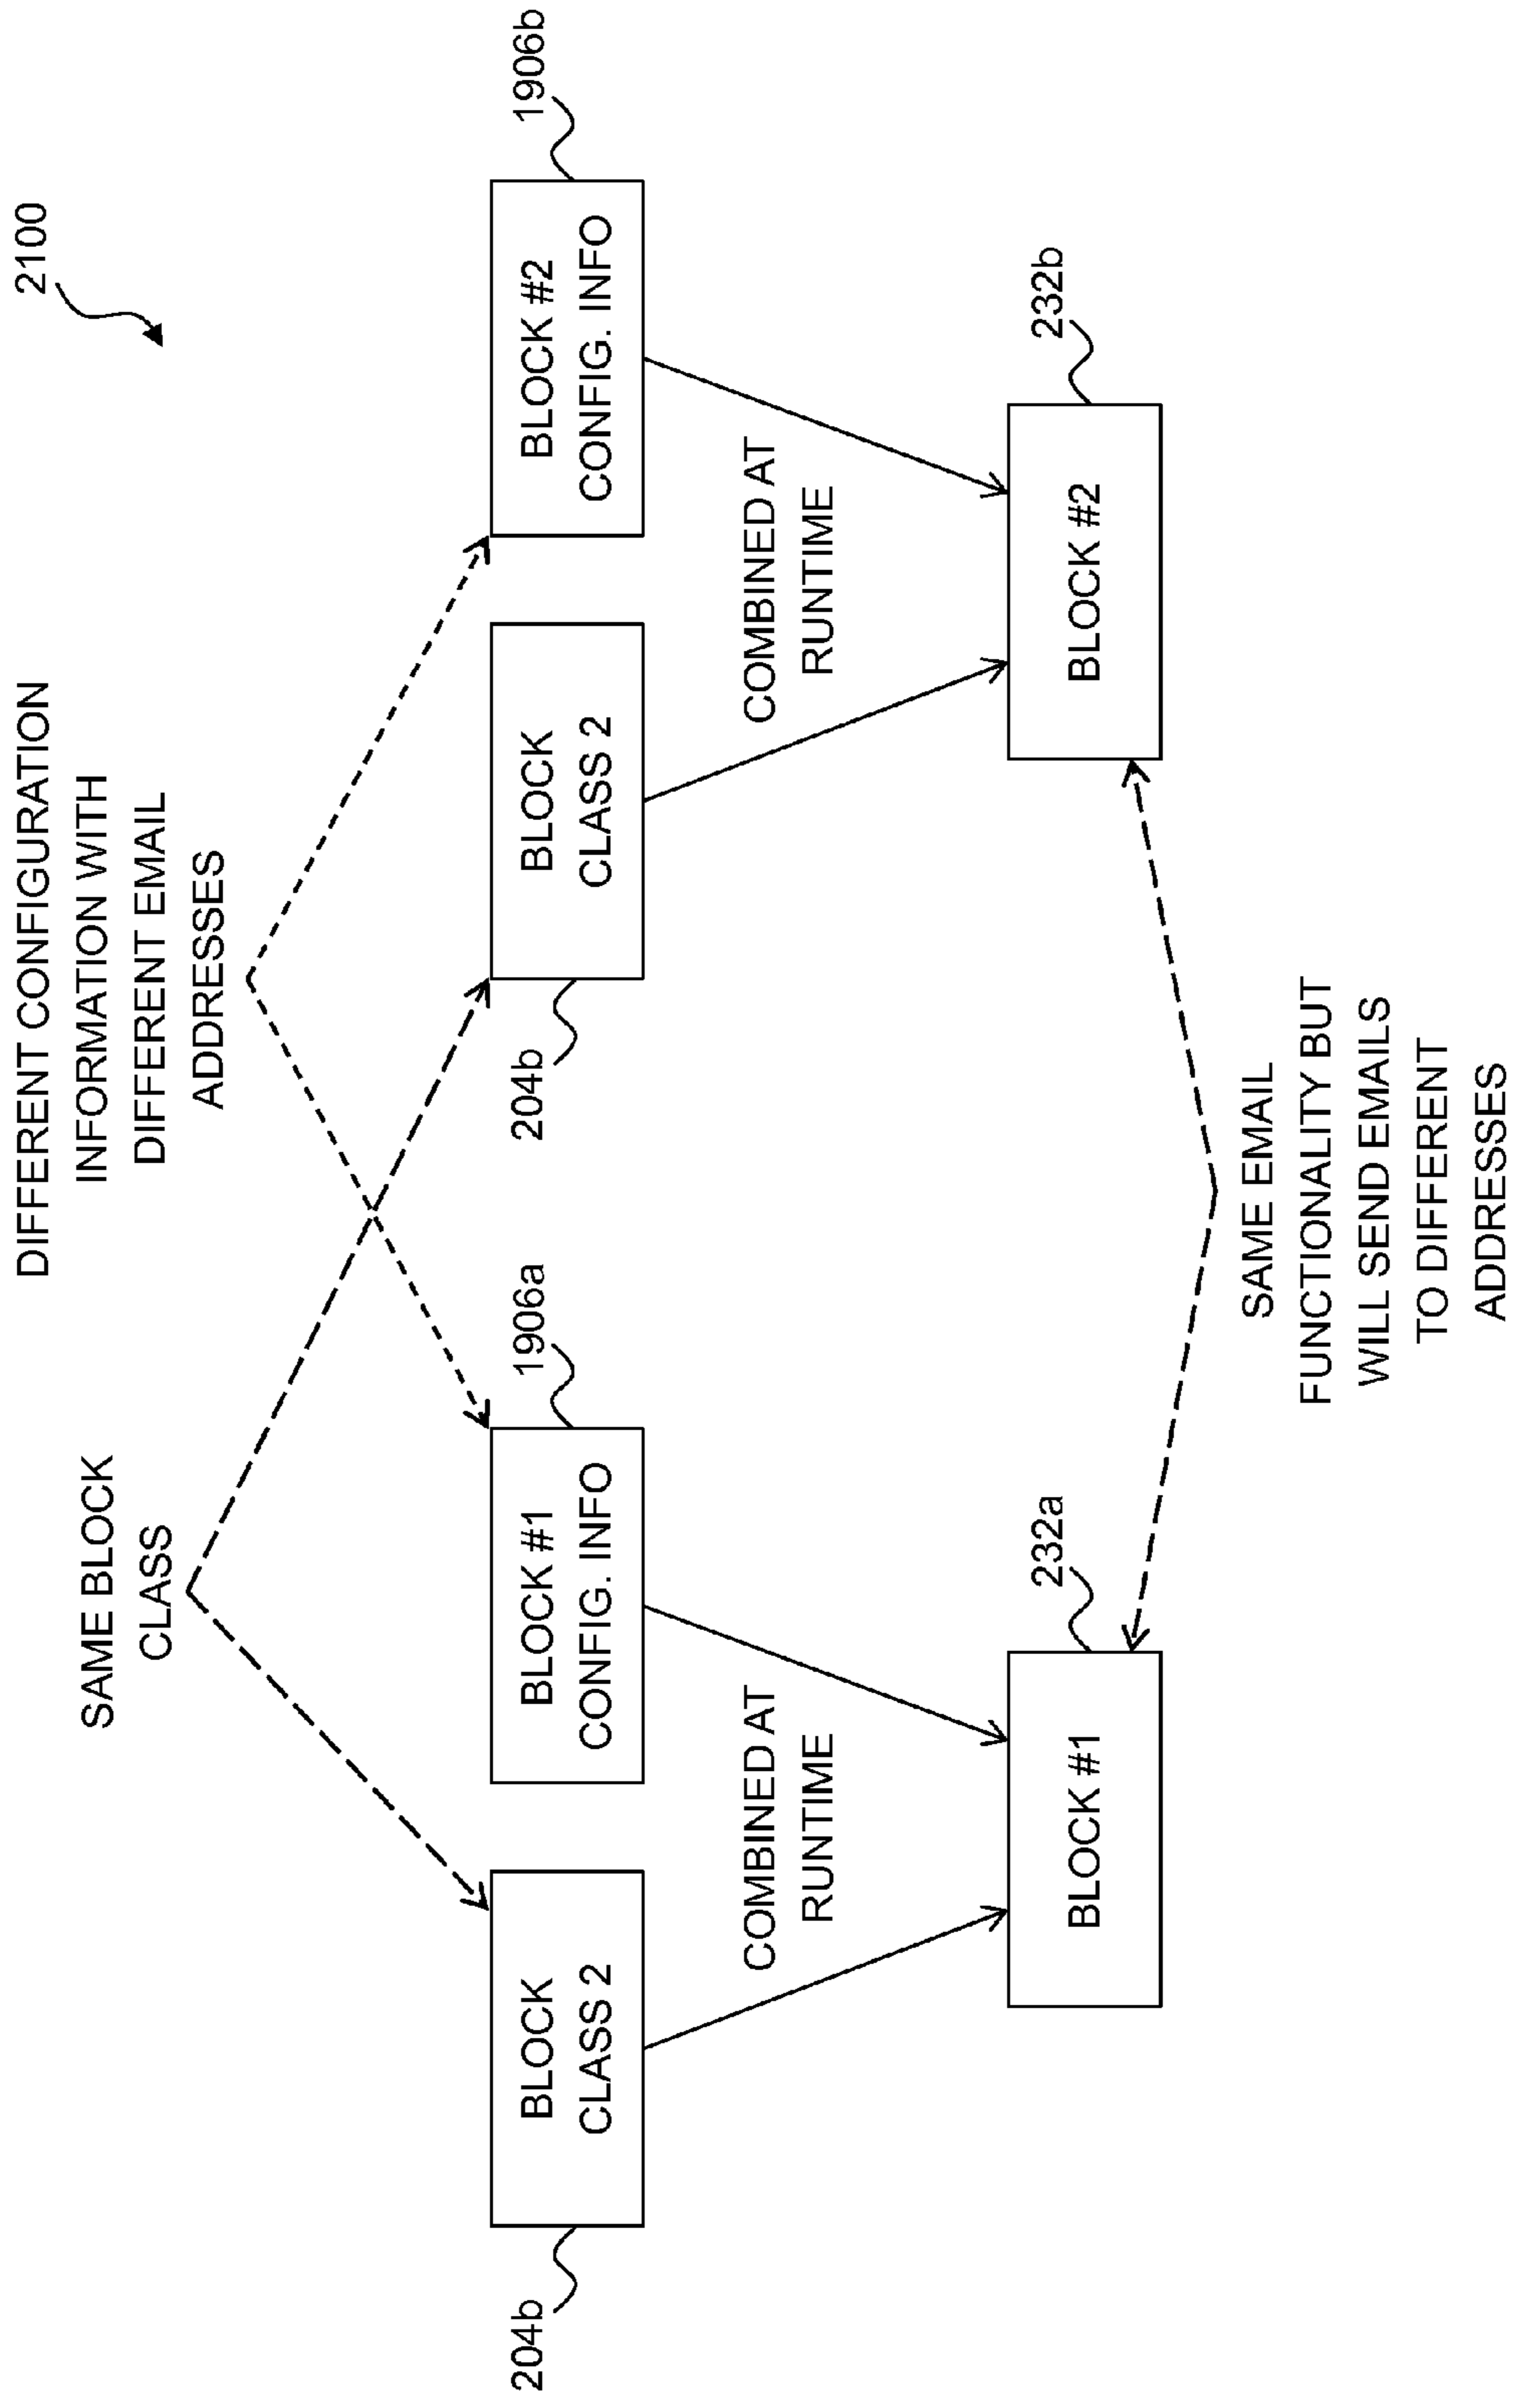 2100
DIFFERENT CONFIGURATION
INFORMATION WITH
DIFFERENT EMAIL
ADDRESSES
SAME BLOCK
CLASS
204b
BLOCK
CLASS 2
1906a
BLOCK #1
CONFIG. INFO
204b
BLOCK
CLASS 2
1906b
BLOCK #2
CONFIG. INFO
COMBINED AT
RUNTIME
COMBINED AT
RUNTIME
232a
BLOCK #1
232b
BLOCK #2
SAME EMAIL
FUNCTIONALITY BUT
WILL SEND EMAILS
TO DIFFERENT
ADDRESSES